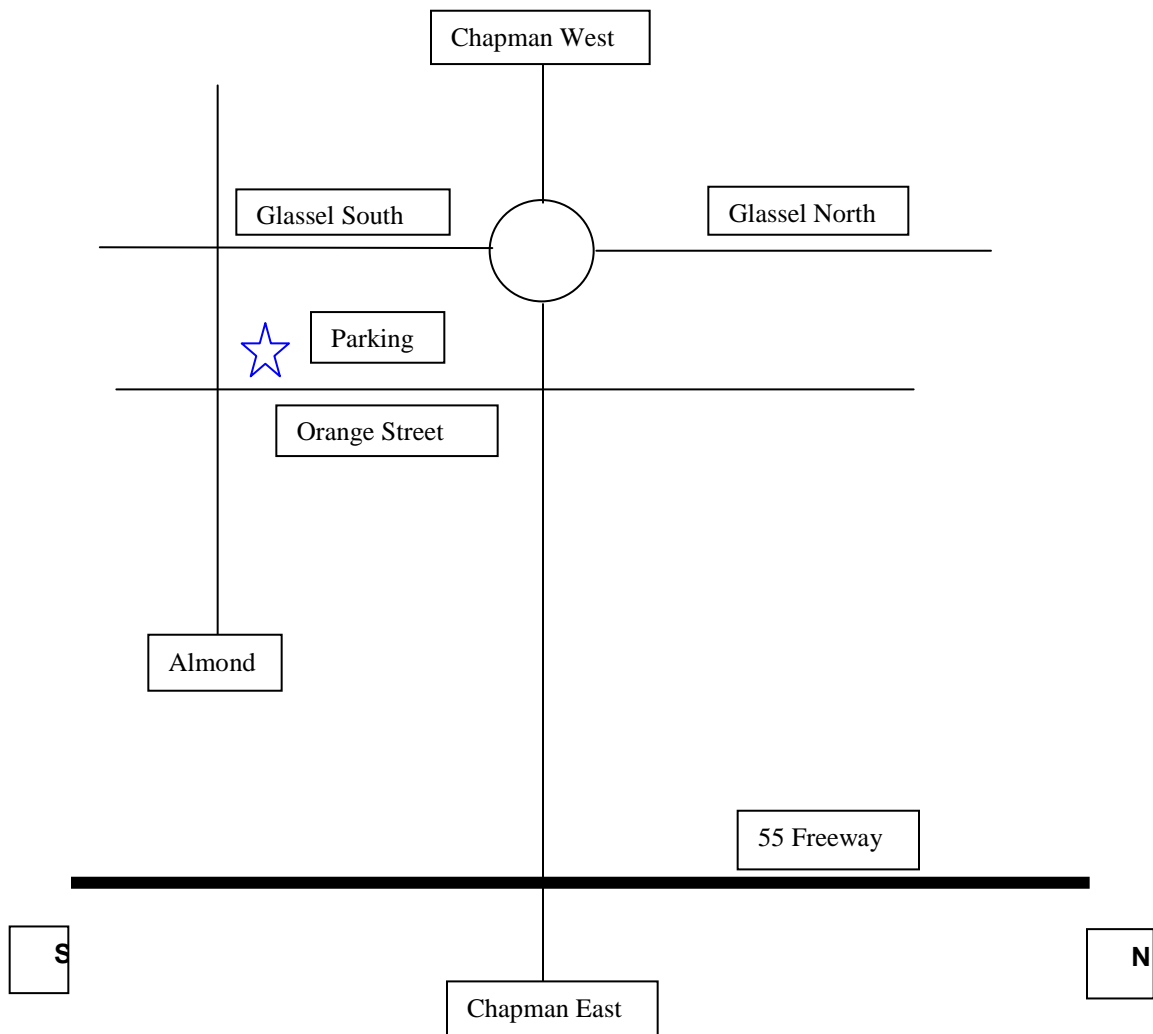 Chapman West
Glassel South
Glassel North
Parking
Orange Street
Almond
55 Freeway
S
N
Chapman East